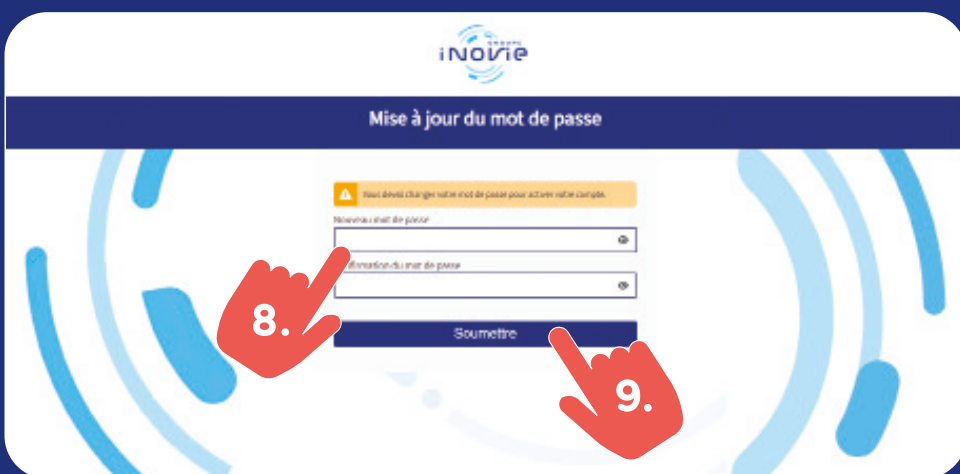 GROUPE
iNOVie
Mise à jour du mot de passe
Vous devez changer votre mot de passe pour activer votre compte.
Nouveau mot de passe
firmation du mot de passe
8.
Soumettre
9.